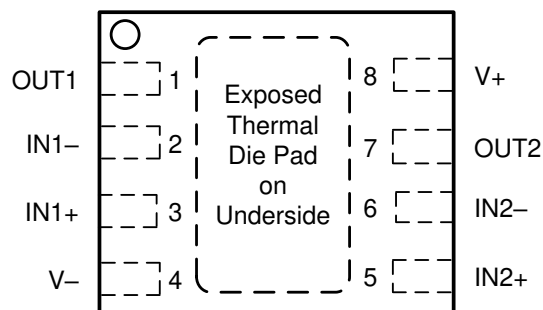 OUT1 1
IN1– 2
IN1+ 3
V– 4
Exposed
Thermal
Die Pad
on
Underside
8 V+
7 OUT2
6 IN2–
5 IN2+